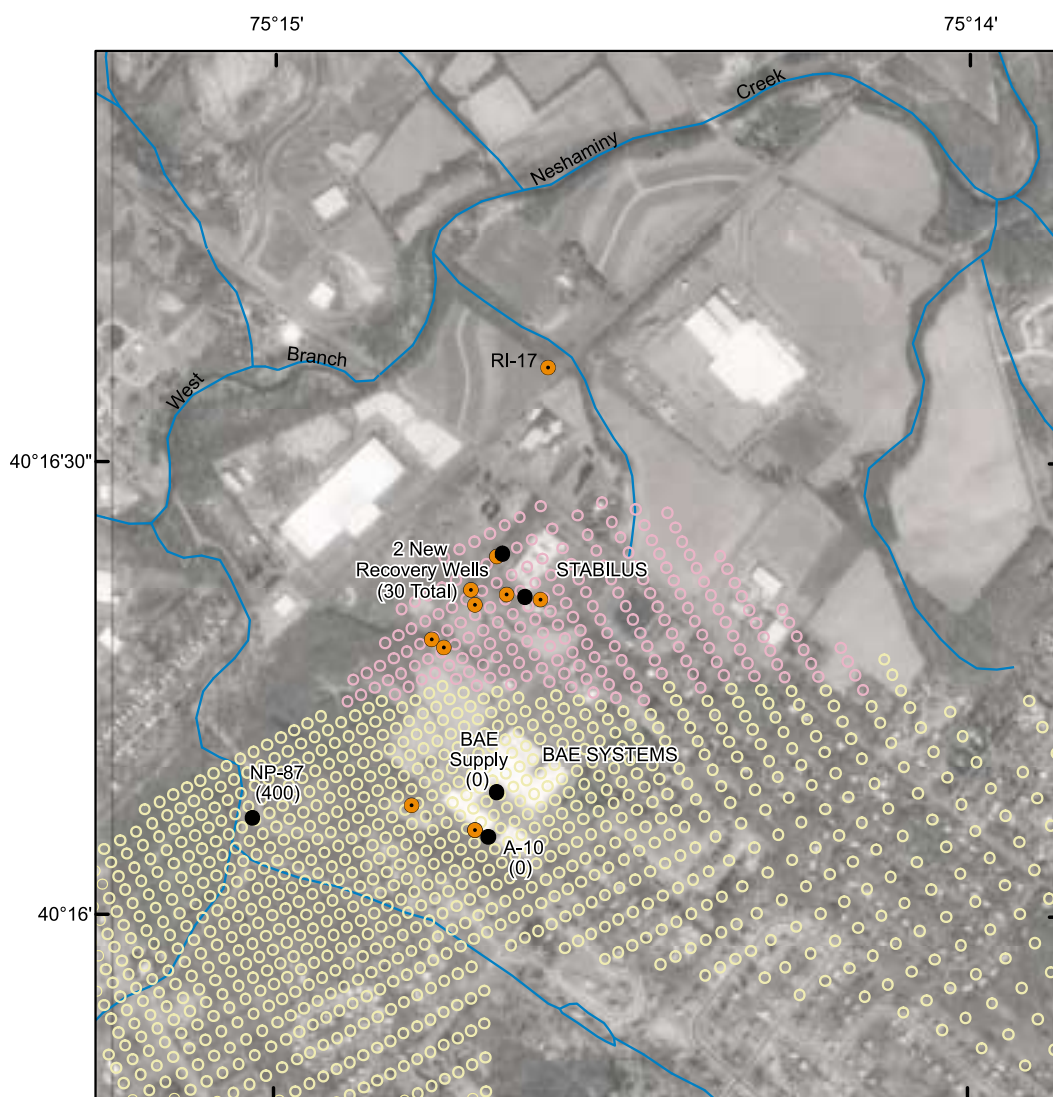 75°15'
75°14'
Creek
Neshaminy
RI-17
Branch
West
40°16'30"
2 New
Recovery Wells
(30 Total)
STABILUS
BAE
Supply
(0)
BAE SYSTEMS
NP-87
(400)
A-10
(0)
40°16'